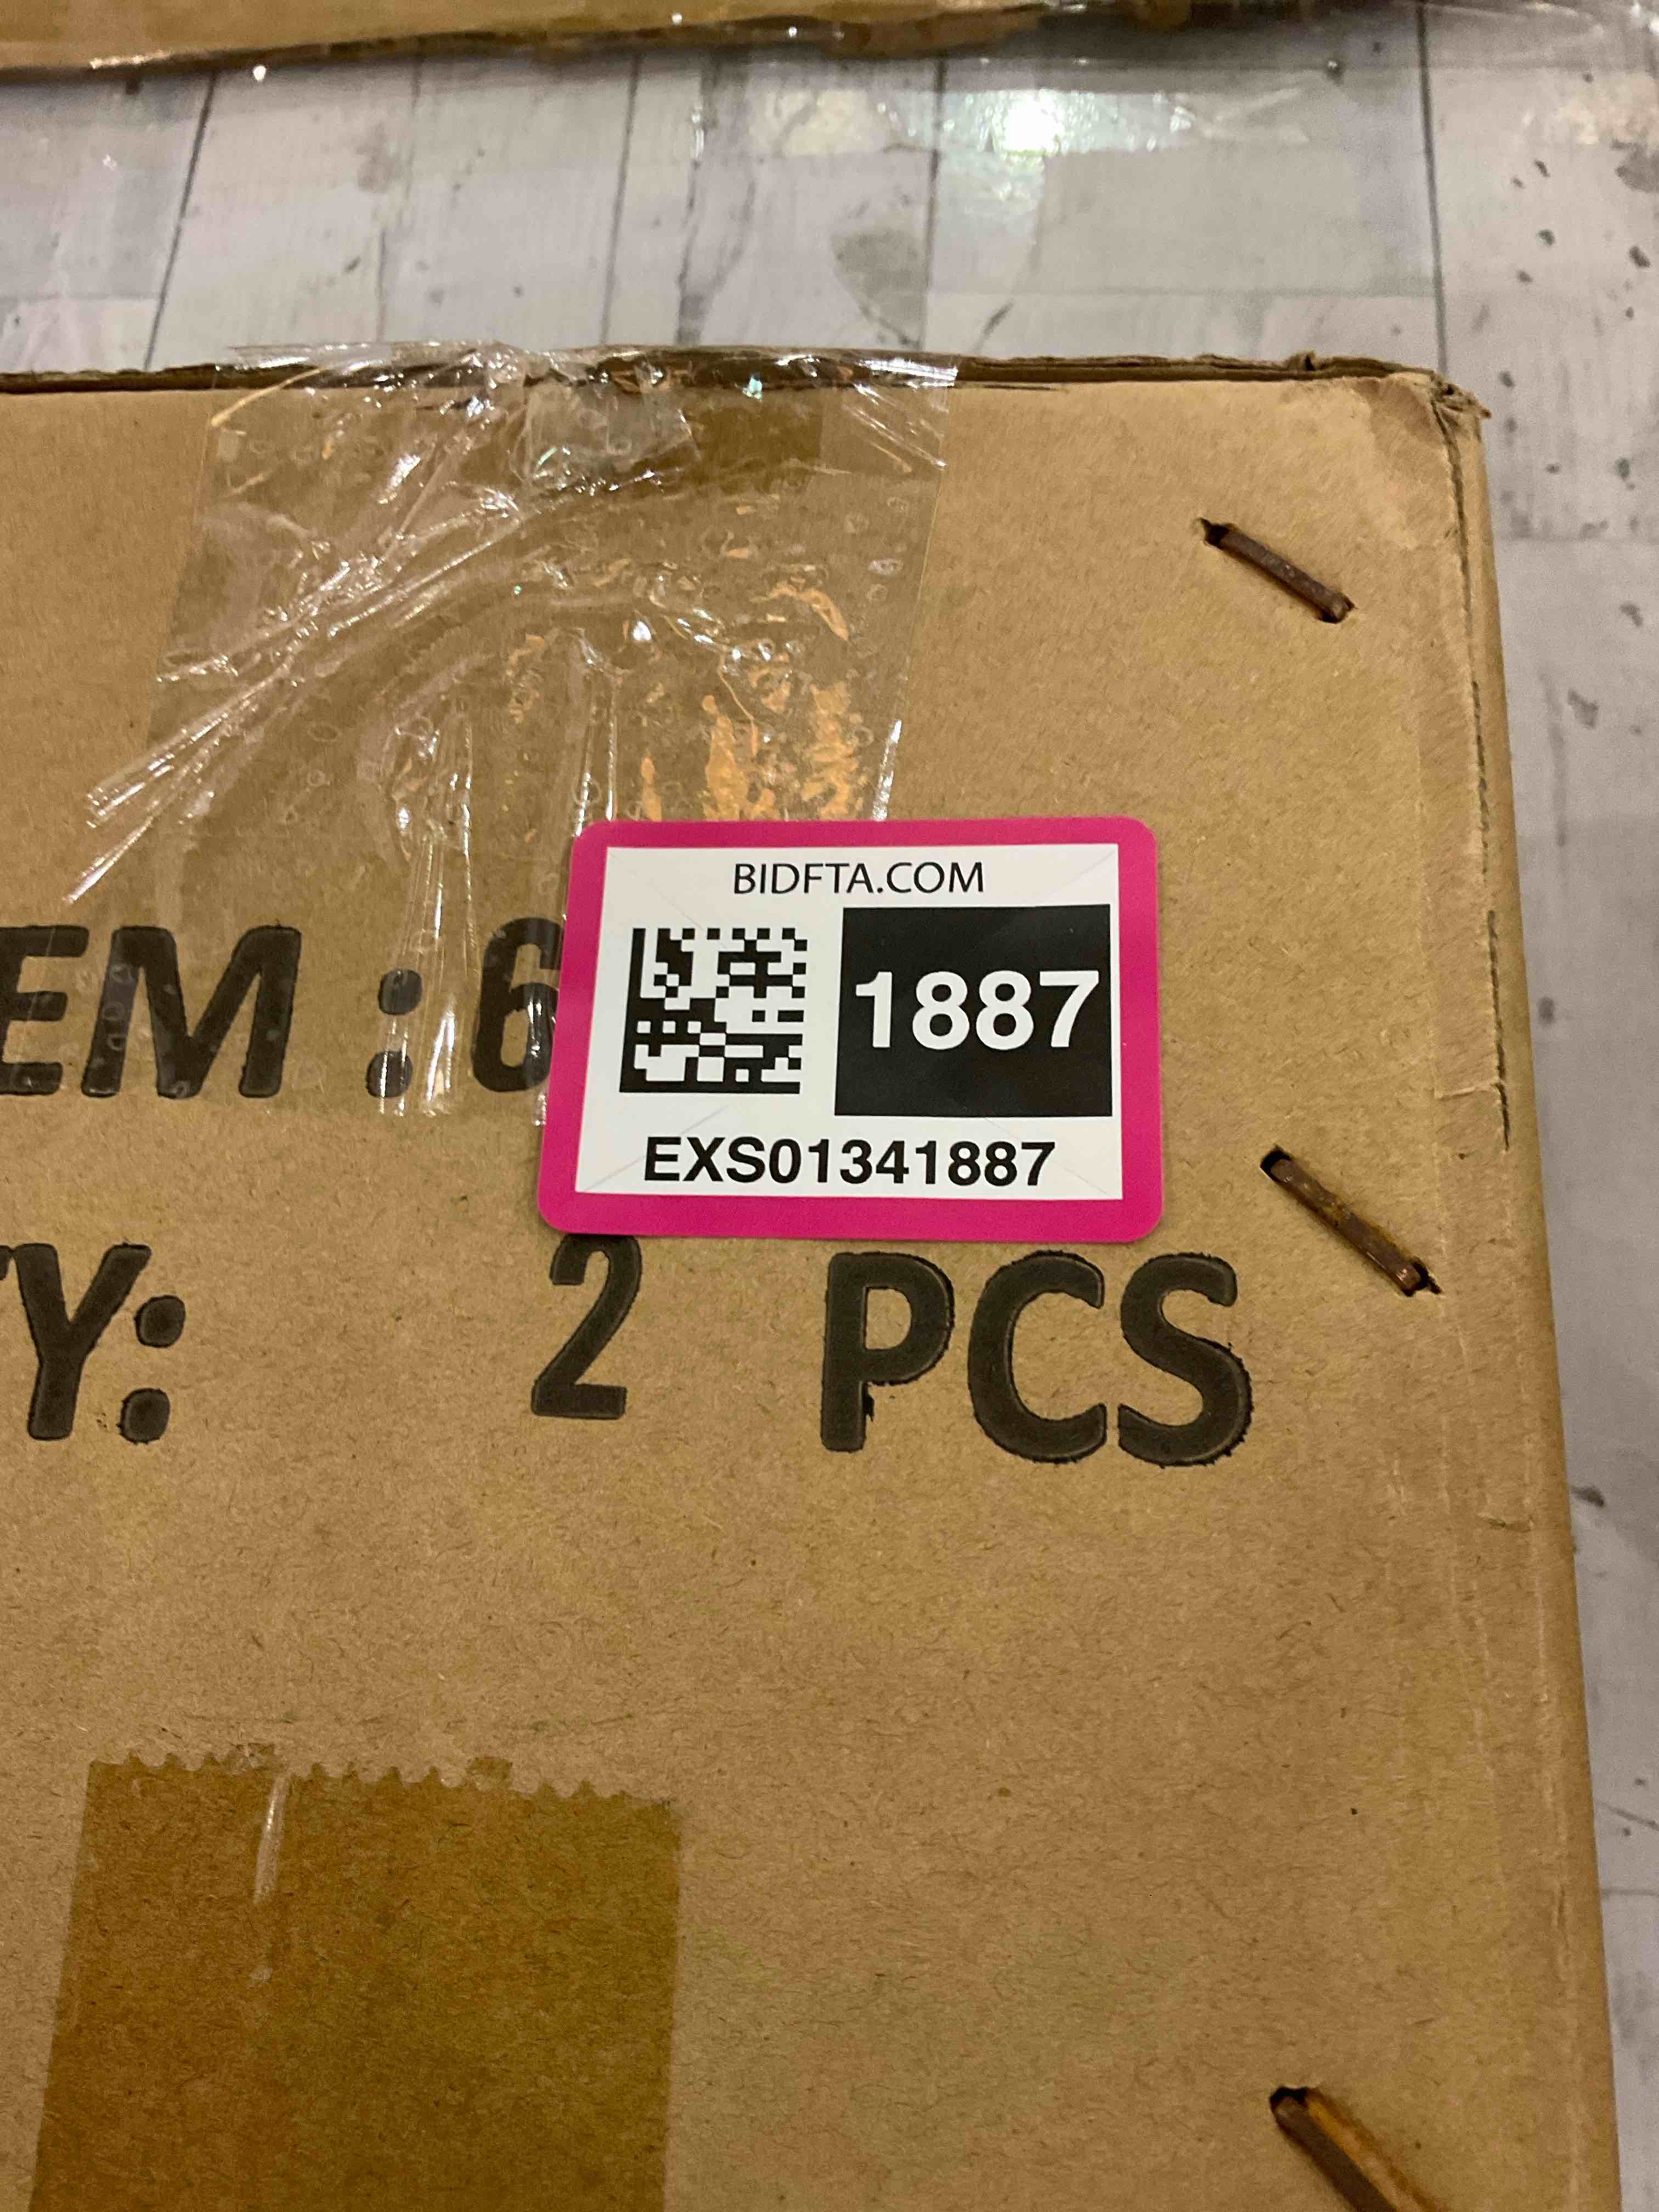 BIDFTA.COM
1887
EXS01341887
EM : 6
Y: 2 PCS